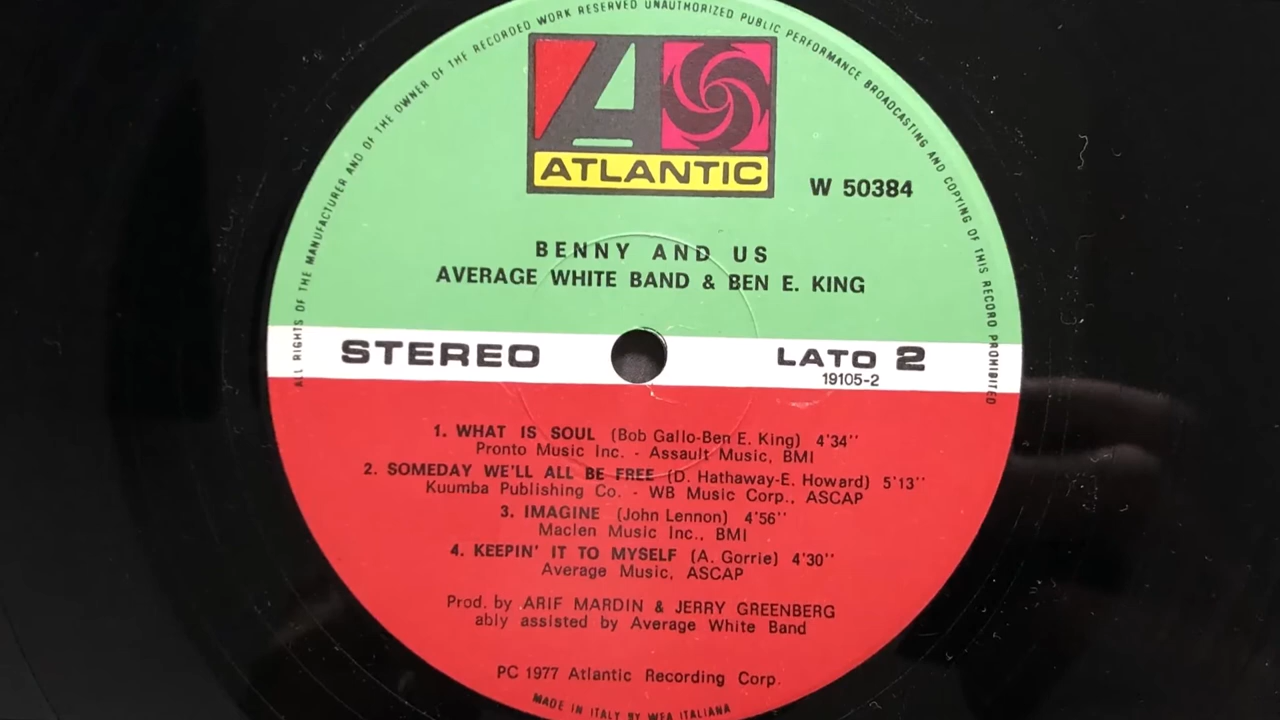 ALL RIGHTS OF THE MANUFACTURER AND OF THE OWNER OF THE RECORDED WORK RESERVED UNAUTHORIZED PUBLIC PERFORMANCE BROADCASTING AND COPYING OF THIS RECORD PROHIBITED
A
ATLANTIC
W 50384
BENNY AND US
AVERAGE WHITE BAND & BEN E. KING
STEREO LATO 2
19105-2
1. WHAT IS SOUL (Bob Gallo-Ben E. King) 4'34''
Pronto Music Inc. - Assault Music, BMI
2. SOMEDAY WE'LL ALL BE FREE (D. Hathaway-E. Howard) 5'13''
Kuumba Publishing Co. - WB Music Corp., ASCAP
3. IMAGINE (John Lennon) 4'56''
Maclen Music Inc., BMI
4. KEEPIN' IT TO MYSELF (A. Gorrie) 4'30''
Average Music, ASCAP
Prod. by ARIF MARDIN & JERRY GREENBERG
ably assisted by Average White Band
PC 1977 Atlantic Recording Corp.
MADE IN ITALY BY WEA ITALIANA